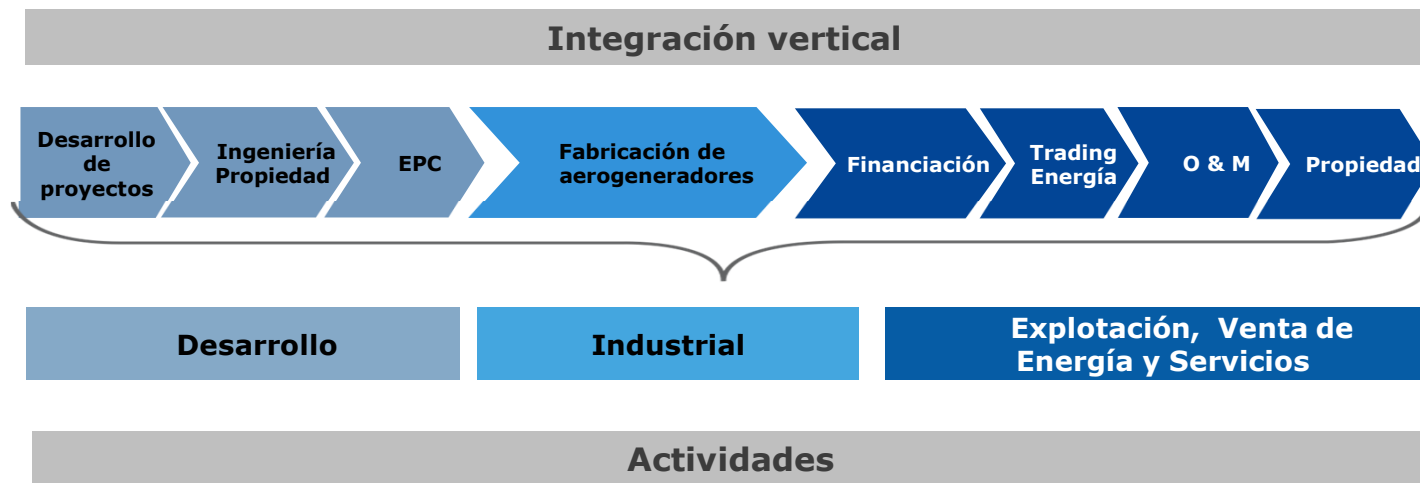 Integración vertical
Desarrollo
de
proyectos
Ingeniería
Propiedad
EPC
Fabricación de
aerogeneradores
Financiación
Trading
Energía
O & M
Propiedad
Desarrollo
Industrial
Explotación, Venta de
Energía y Servicios
Actividades